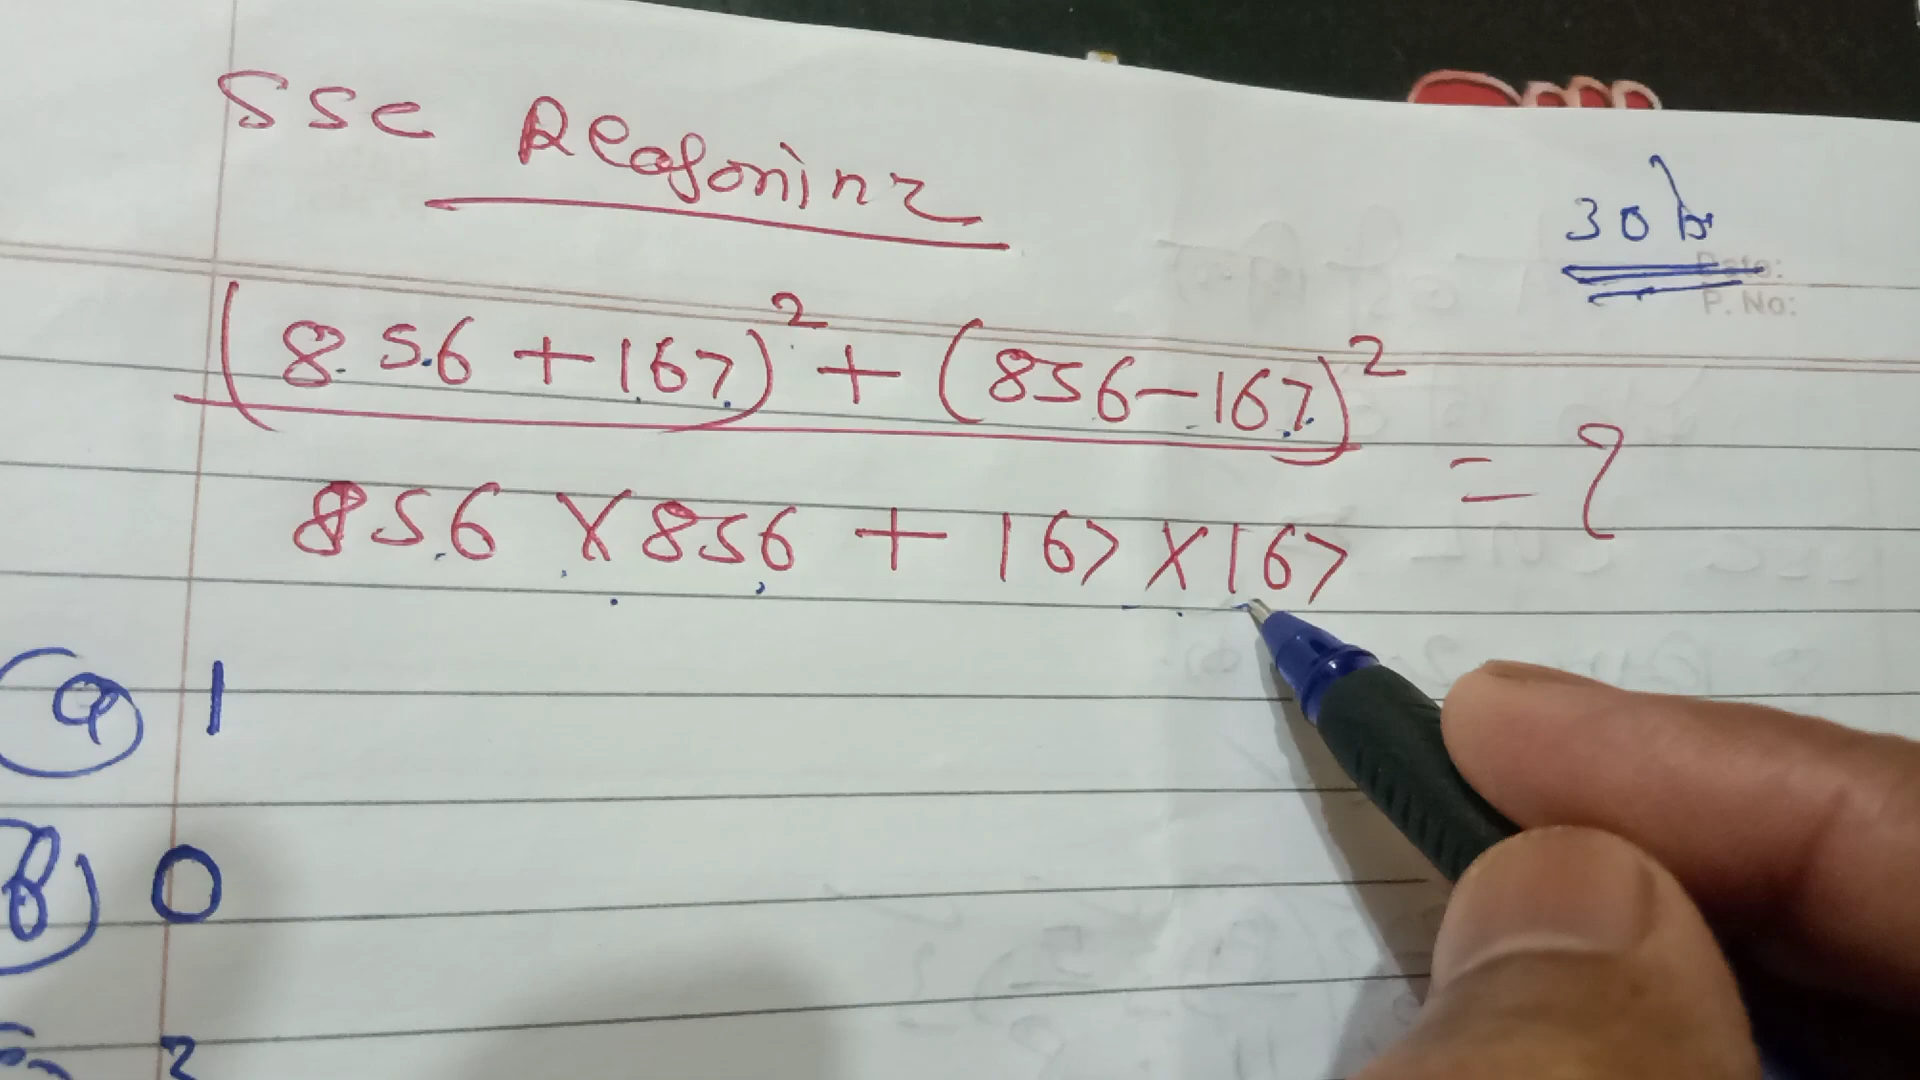 SSC Reasoning
30
Date:
P. No:
(856+167)² + (856-167)²
= ?
856 X 856 + 167 X 167
(a) 1
(b) 0
2